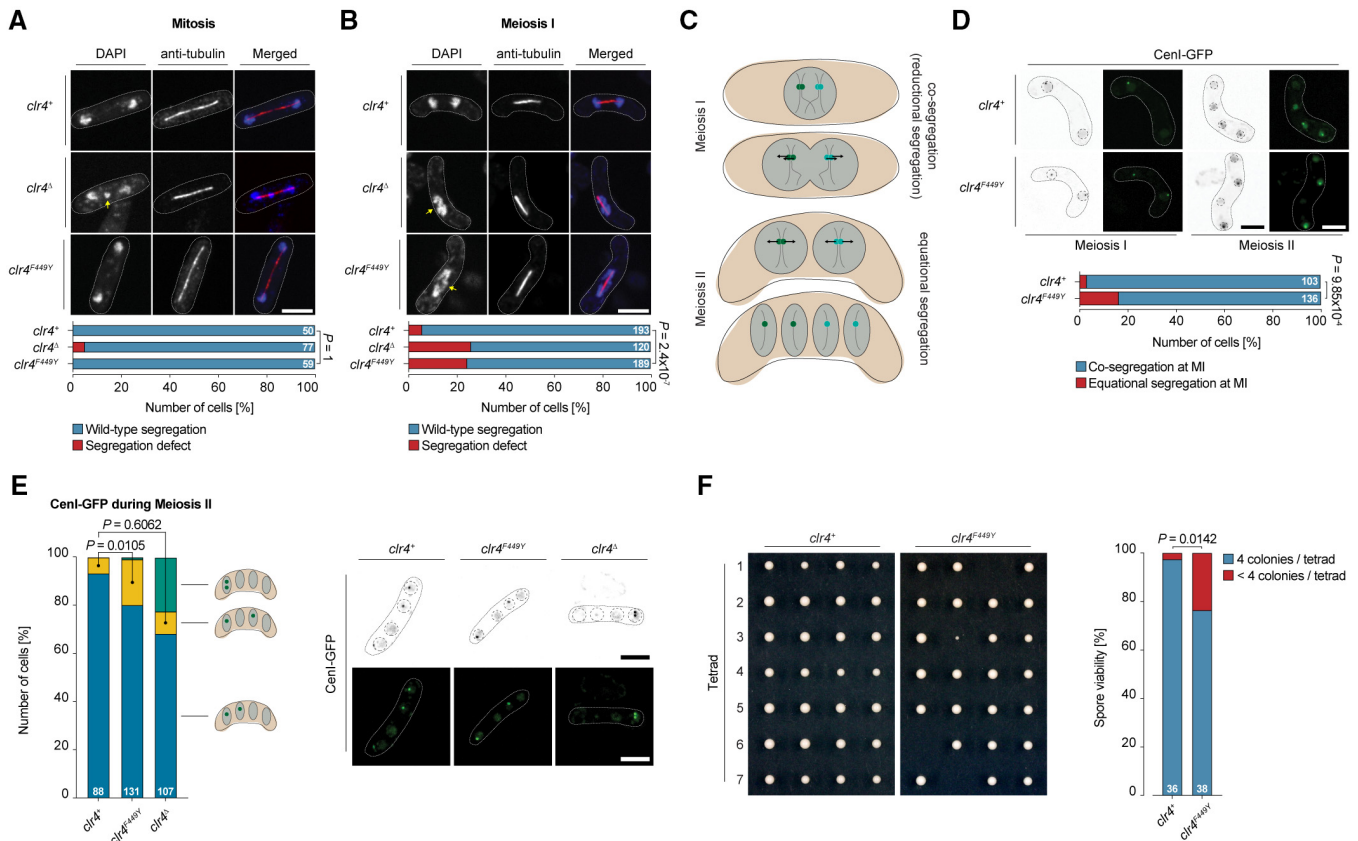 A
Mitosis
DAPI
anti-tubulin
Merged
clr4+
clr4Δ
clr4F449Y
clr4+
50
clr4Δ
77
clr4F449Y
59
P = 1
0
20
40
60
80
100
Number of cells [%]
Wild-type segregation
Segregation defect
B
Meiosis I
DAPI
anti-tubulin
Merged
clr4+
clr4Δ
clr4F449Y
clr4+
193
clr4Δ
120
clr4F449Y
189
P = 2.4x10-7
0
20
40
60
80
100
Number of cells [%]
Wild-type segregation
Segregation defect
C
Meiosis I
co-segregation
(reductional segregation)
Meiosis II
equational segregation
D
CenI-GFP
clr4+
clr4F449Y
Meiosis I
Meiosis II
clr4+
103
clr4F449Y
136
P = 9.85x10-4
0
20
40
60
80
100
Number of cells [%]
Co-segregation at MI
Equational segregation at MI
E
CenI-GFP during Meiosis II
P = 0.6062
P = 0.0105
100
80
60
40
20
0
Number of cells [%]
88
131
107
clr4+
clr4F449Y
clr4Δ
clr4+
clr4F449Y
clr4Δ
CenI-GFP
F
clr4+
clr4F449Y
Tetrad
1
2
3
4
5
6
7
P = 0.0142
100
80
60
40
20
0
Spore viability [%]
36
38
clr4+
clr4F449Y
4 colonies / tetrad
< 4 colonies / tetrad